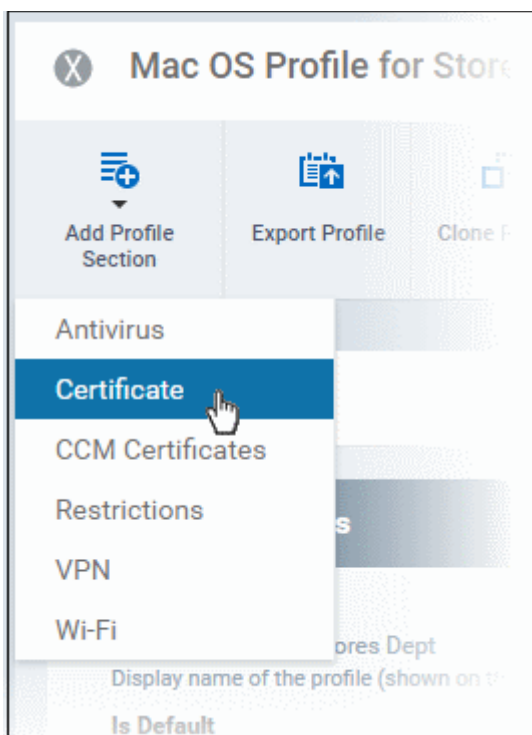 X
Mac OS Profile for Store
Add Profile
Section
Export Profile
Clone P
Antivirus
Certificate
CCM Certificates
Restrictions
VPN
Wi-Fi
s
ores Dept
Display name of the profile (shown on t
Is Default